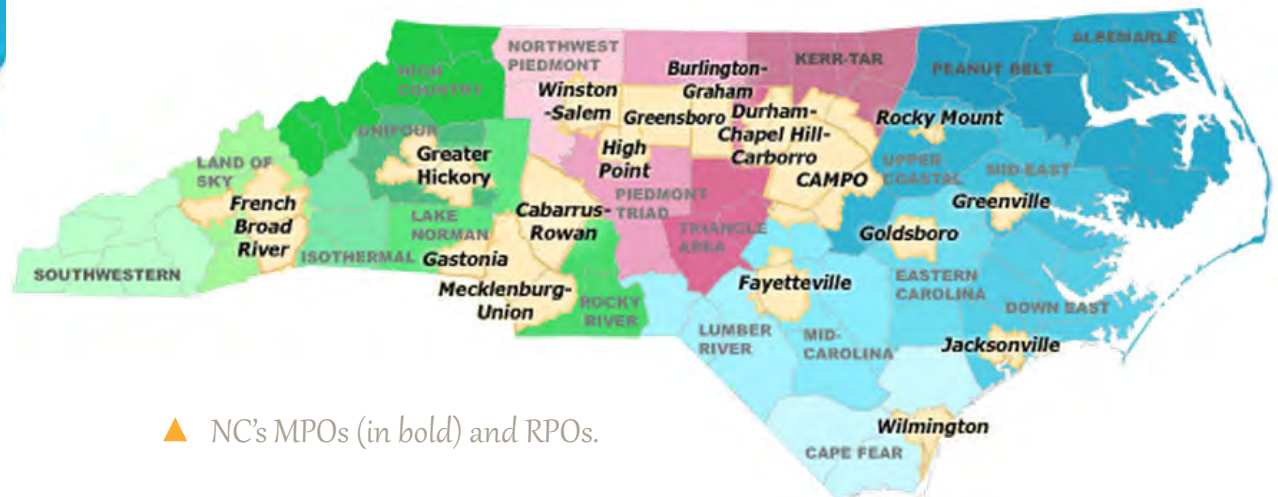 ALBEMARLE
NORTHWEST
PIEDMONT
KERR-TAR
PEANUT BELT
HIGH
COUNTRY
Burlington-
Graham
Winston
-Salem
Greensboro
Durham-
Chapel Hill-
Carborro
Rocky Mount
UNIFOUR
Greater
Hickory
High
Point
CAMPO
UPPER
COASTAL
MID-EAST
LAND OF
SKY
French
Broad
River
PIEDMONT
TRIAD
Greenville
LAKE
NORMAN
Cabarrus-
Rowan
TRIANGLE
AREA
Goldsboro
SOUTHWESTERN
ISOTHERMAL
Gastonia
Mecklenburg-
Union
Fayetteville
EASTERN
CAROLINA
ROCKY
RIVER
DOWN EAST
LUMBER
RIVER
MID-
CAROLINA
Jacksonville
Wilmington
CAPE FEAR
NC's MPOs (in bold) and RPOs.